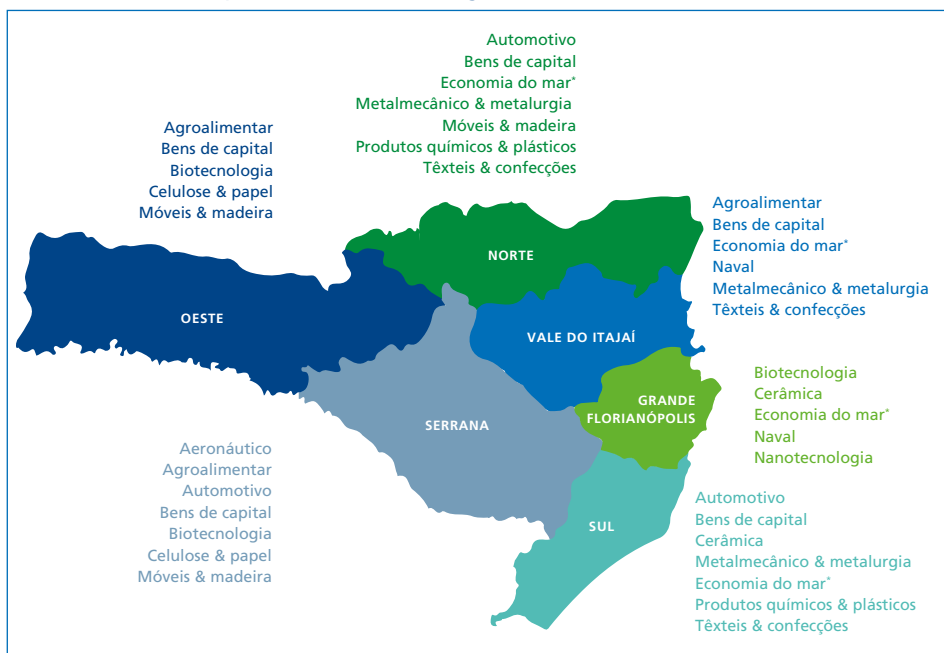 Automotivo
Bens de capital
Economia do mar*
Metalmecânico & metalurgia
Móveis & madeira
Produtos químicos & plásticos
Têxteis & confecções
Agroalimentar
Bens de capital
Biotecnologia
Celulose & papel
Móveis & madeira
Agroalimentar
Bens de capital
Economia do mar*
Naval
Metalmecânico & metalurgia
Têxteis & confecções
NORTE
OESTE
VALE DO ITAJAÍ
GRANDE
FLORIANÓPOLIS
SERRANA
SUL
Biotecnologia
Cerâmica
Economia do mar*
Naval
Nanotecnologia
Aeronáutico
Agroalimentar
Automotivo
Bens de capital
Biotecnologia
Celulose & papel
Móveis & madeira
Automotivo
Bens de capital
Cerâmica
Metalmecânico & metalurgia
Economia do mar*
Produtos químicos & plásticos
Têxteis & confecções